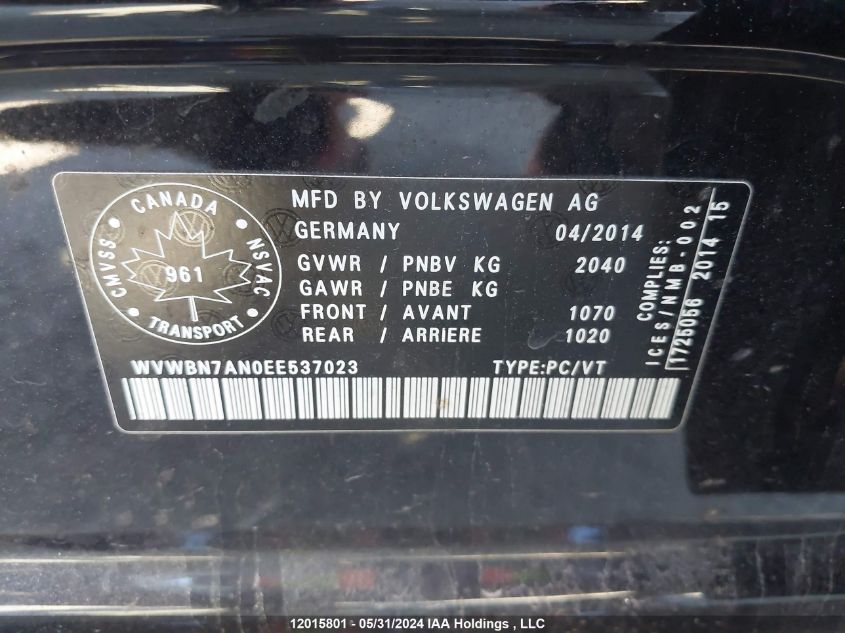 CANADA
CMVSS
NSVAC
961
TRANSPORT
MFD BY VOLKSWAGEN AG
GERMANY 04/2014
GVWR / PNBV KG 2040
GAWR / PNBE KG
FRONT / AVANT 1070
REAR / ARRIERE 1020
WVWBN7AN0EE537023 TYPE:PC/VT
COMPLIES:
ICES/NMB-002
1725056 2014 15
12015801 - 05/31/2024 IAA Holdings , LLC